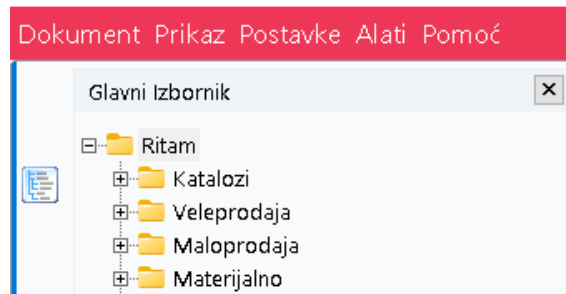 Dokument Prikaz Postavke Alati Pomoć
Glavni Izbornik
Ritam
Katalozi
Veleprodaja
Maloprodaja
Materijalno